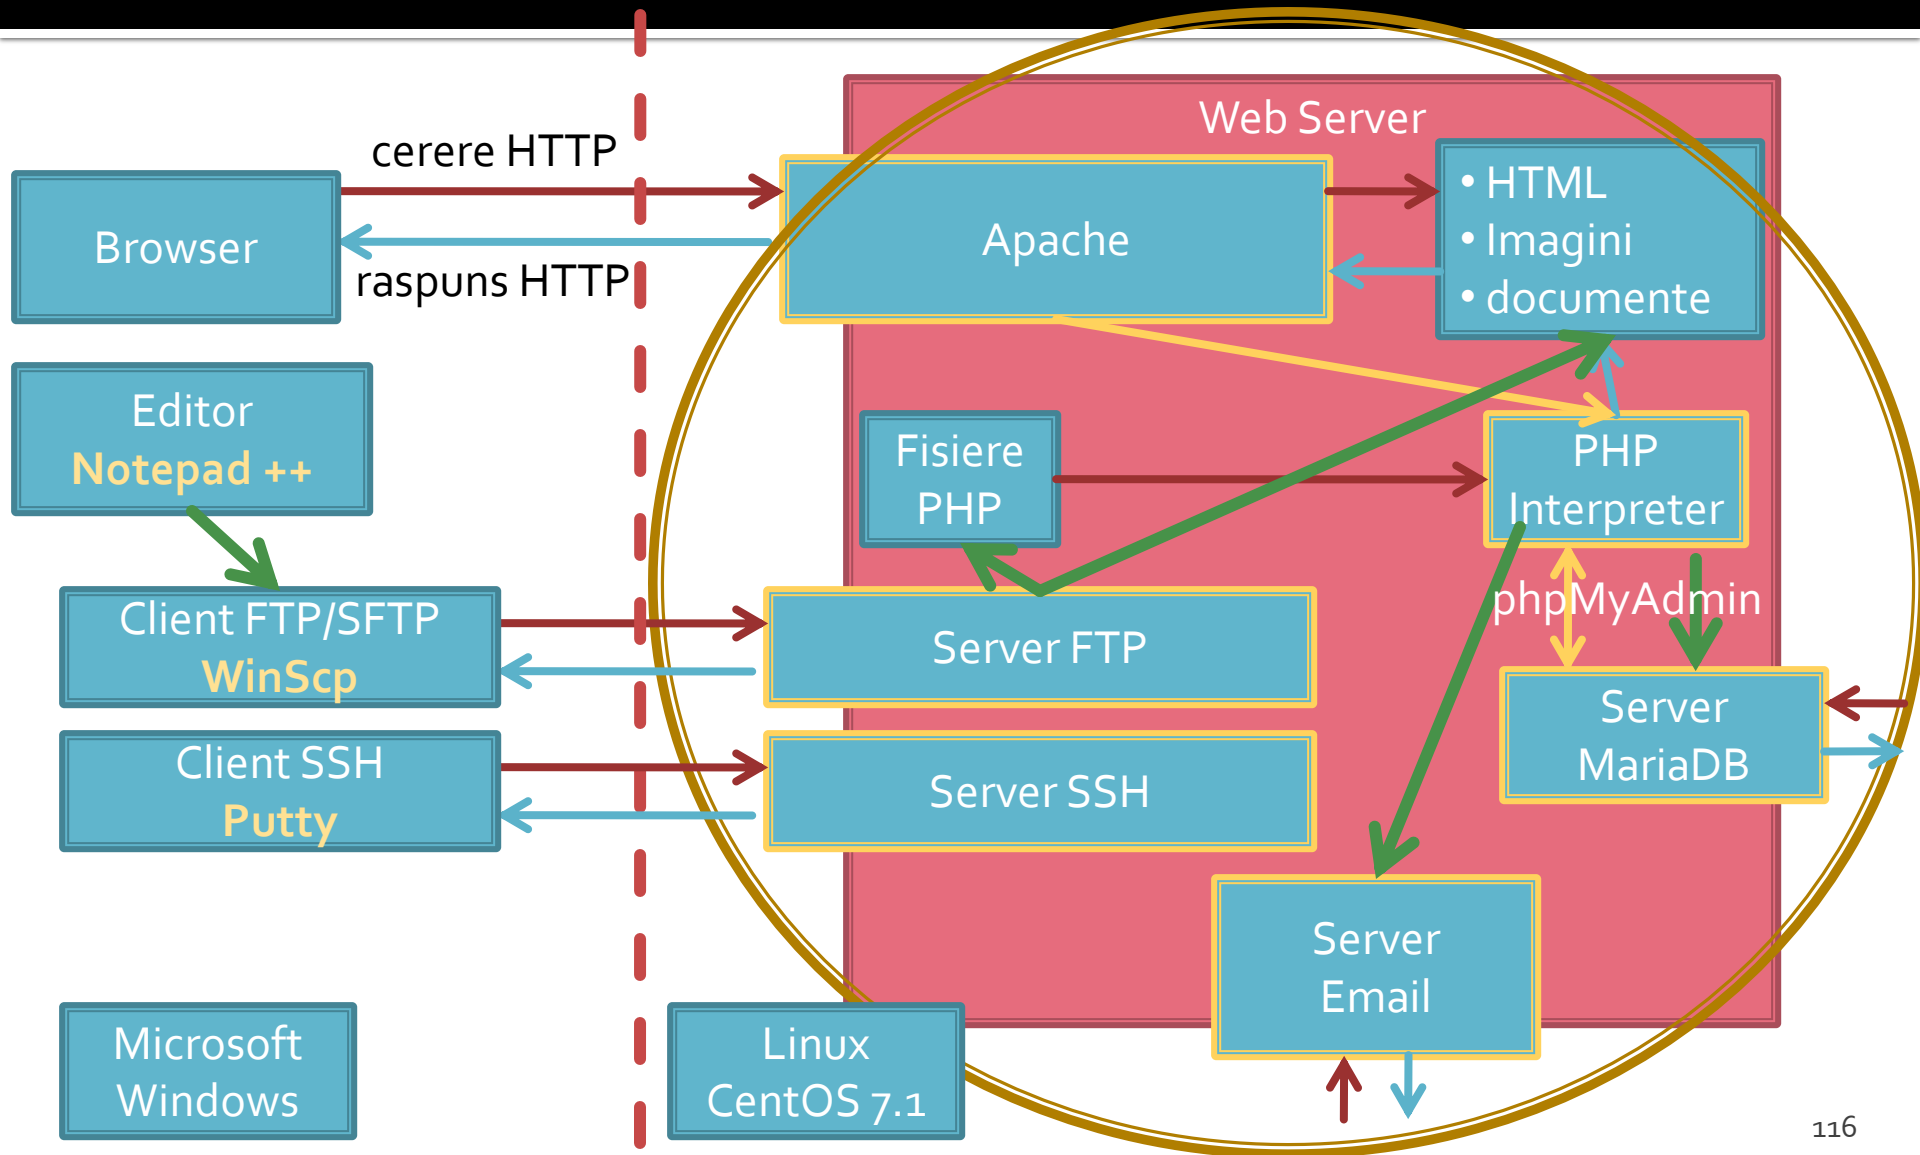 Web Server
cerere HTTP
raspuns HTTP
Browser
Apache
• HTML
• Imagini
• documente
Editor
Notepad ++
Fisiere
PHP
PHP
Interpreter
phpMyAdmin
Client FTP/SFTP
WinScp
Server FTP
Server
MariaDB
Client SSH
Putty
Server SSH
Server
Email
Microsoft
Windows
Linux
CentOS 7.1
116